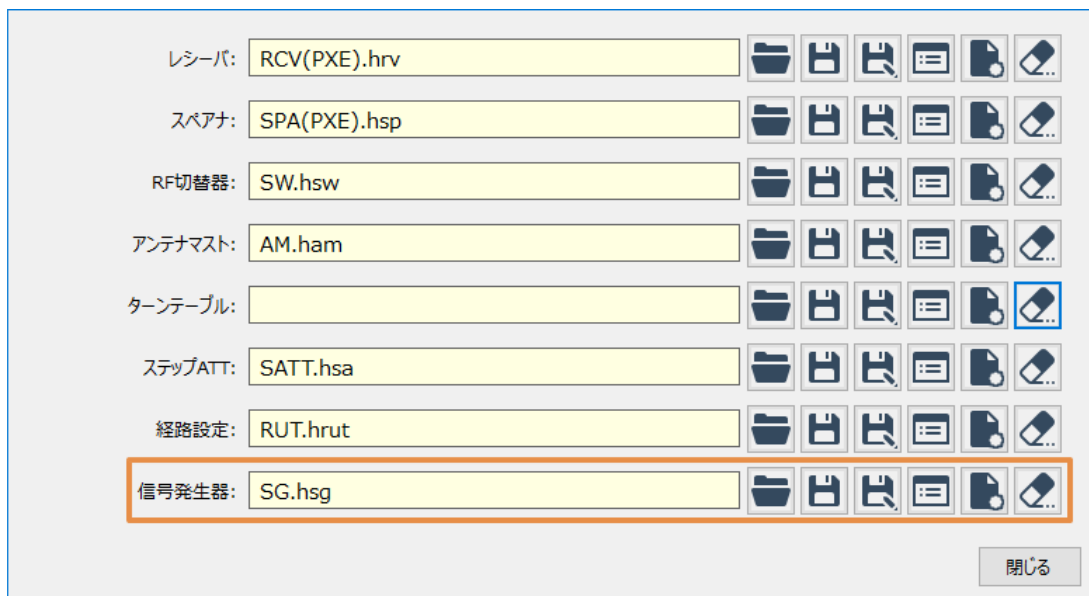 レシーバ: RCV(PXE).hrv
スペアナ: SPA(PXE).hsp
RF切替器: SW.hsw
アンテナマスト: AM.ham
ターンテーブル:
ステップATT: SATT.hsa
経路設定: RUT.hrut
信号発生器: SG.hsg
閉じる